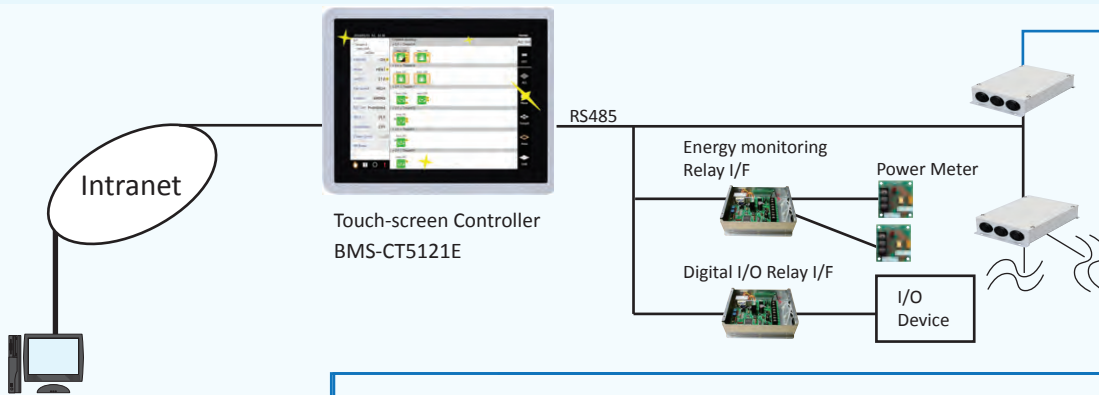 Intranet
Touch-screen Controller
BMS-CT5121E
RS485
Energy monitoring
Relay I/F
Power Meter
Digital I/O Relay I/F
I/O
Device